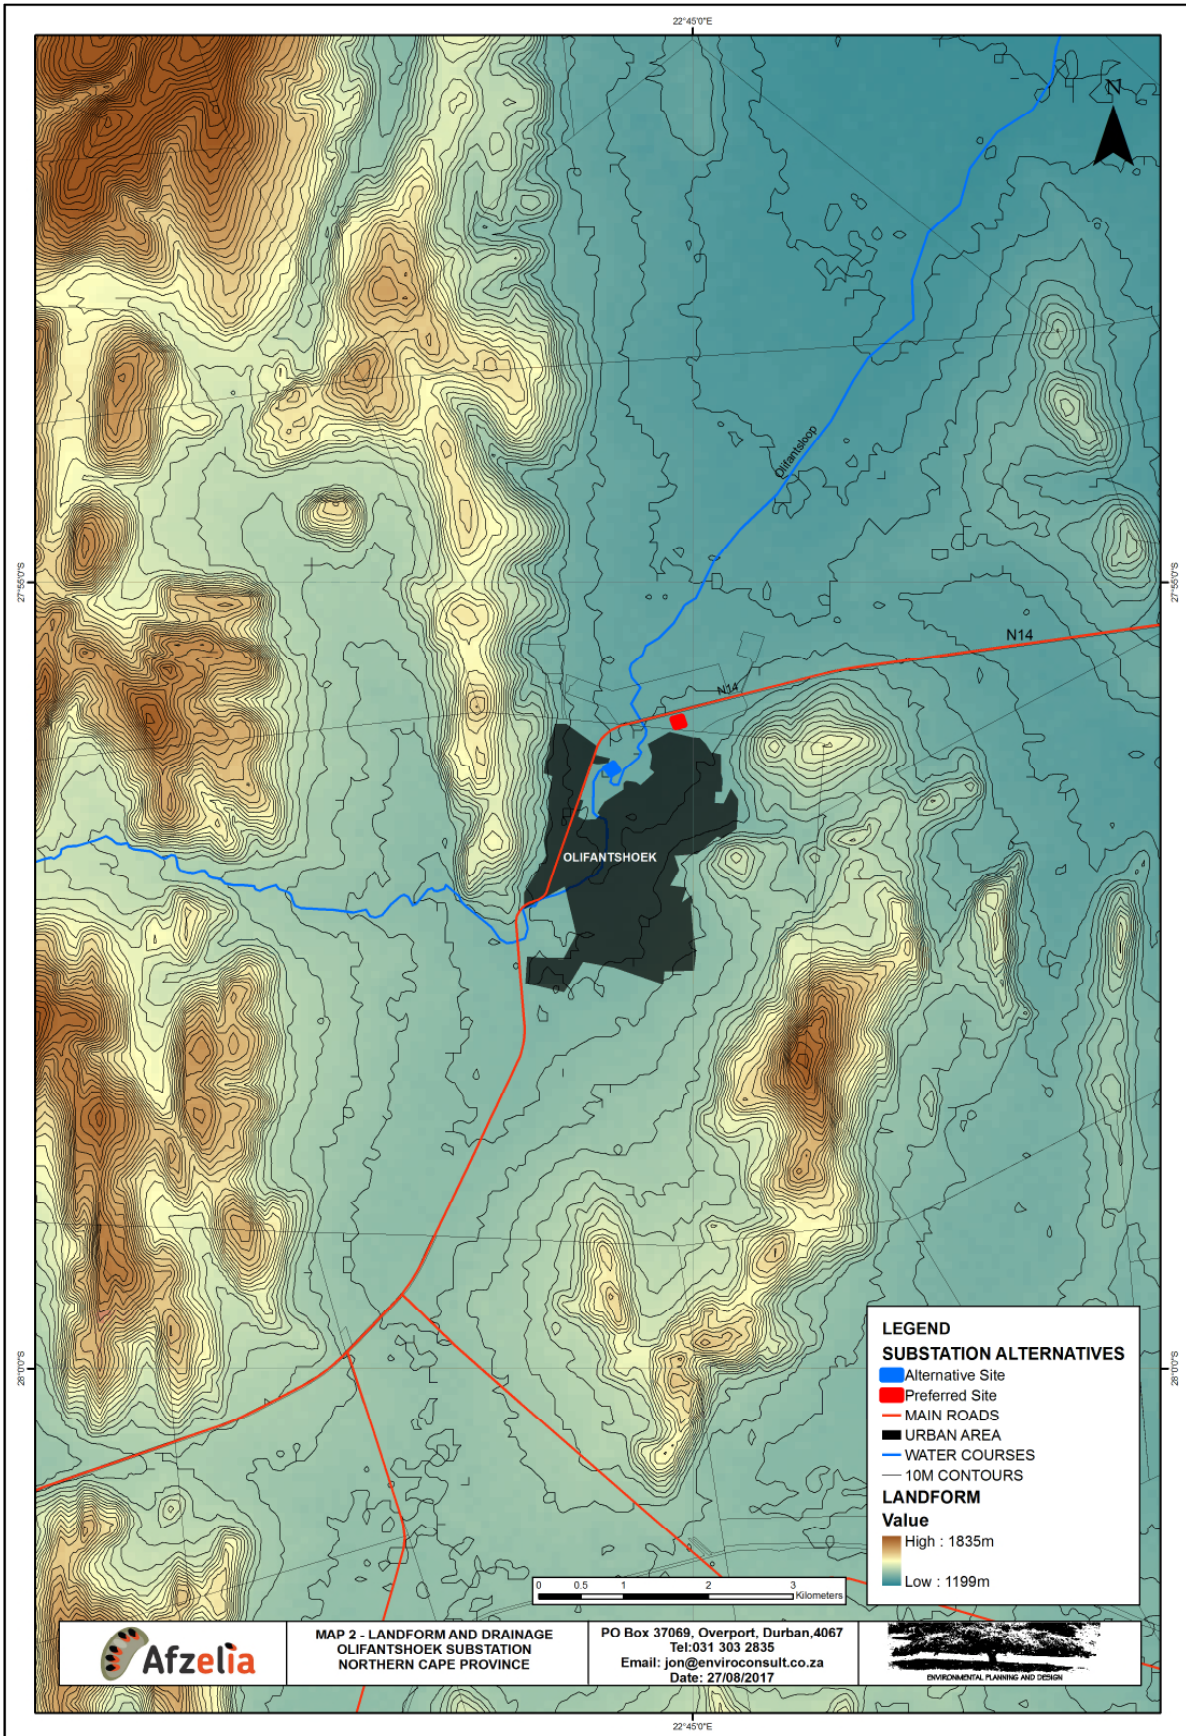 22°45'0"E
N
Olifantsloop
27°55'0"S
27°55'0"S
N14
N14
OLIFANTSHOEK
28°0'0"S
28°0'0"S
LEGEND
SUBSTATION ALTERNATIVES
Alternative Site
Preferred Site
MAIN ROADS
URBAN AREA
WATER COURSES
10M CONTOURS
LANDFORM
Value
High : 1835m
Low : 1199m
0 0.5 1 2 3
Kilometers
Afzelia
MAP 2 - LANDFORM AND DRAINAGE
OLIFANTSHOEK SUBSTATION
NORTHERN CAPE PROVINCE
PO Box 37069, Overport, Durban,4067
Tel:031 303 2835
Email: jon@enviroconsult.co.za
Date: 27/08/2017
ENVIRONMENTAL PLANNING AND DESIGN
22°45'0"E